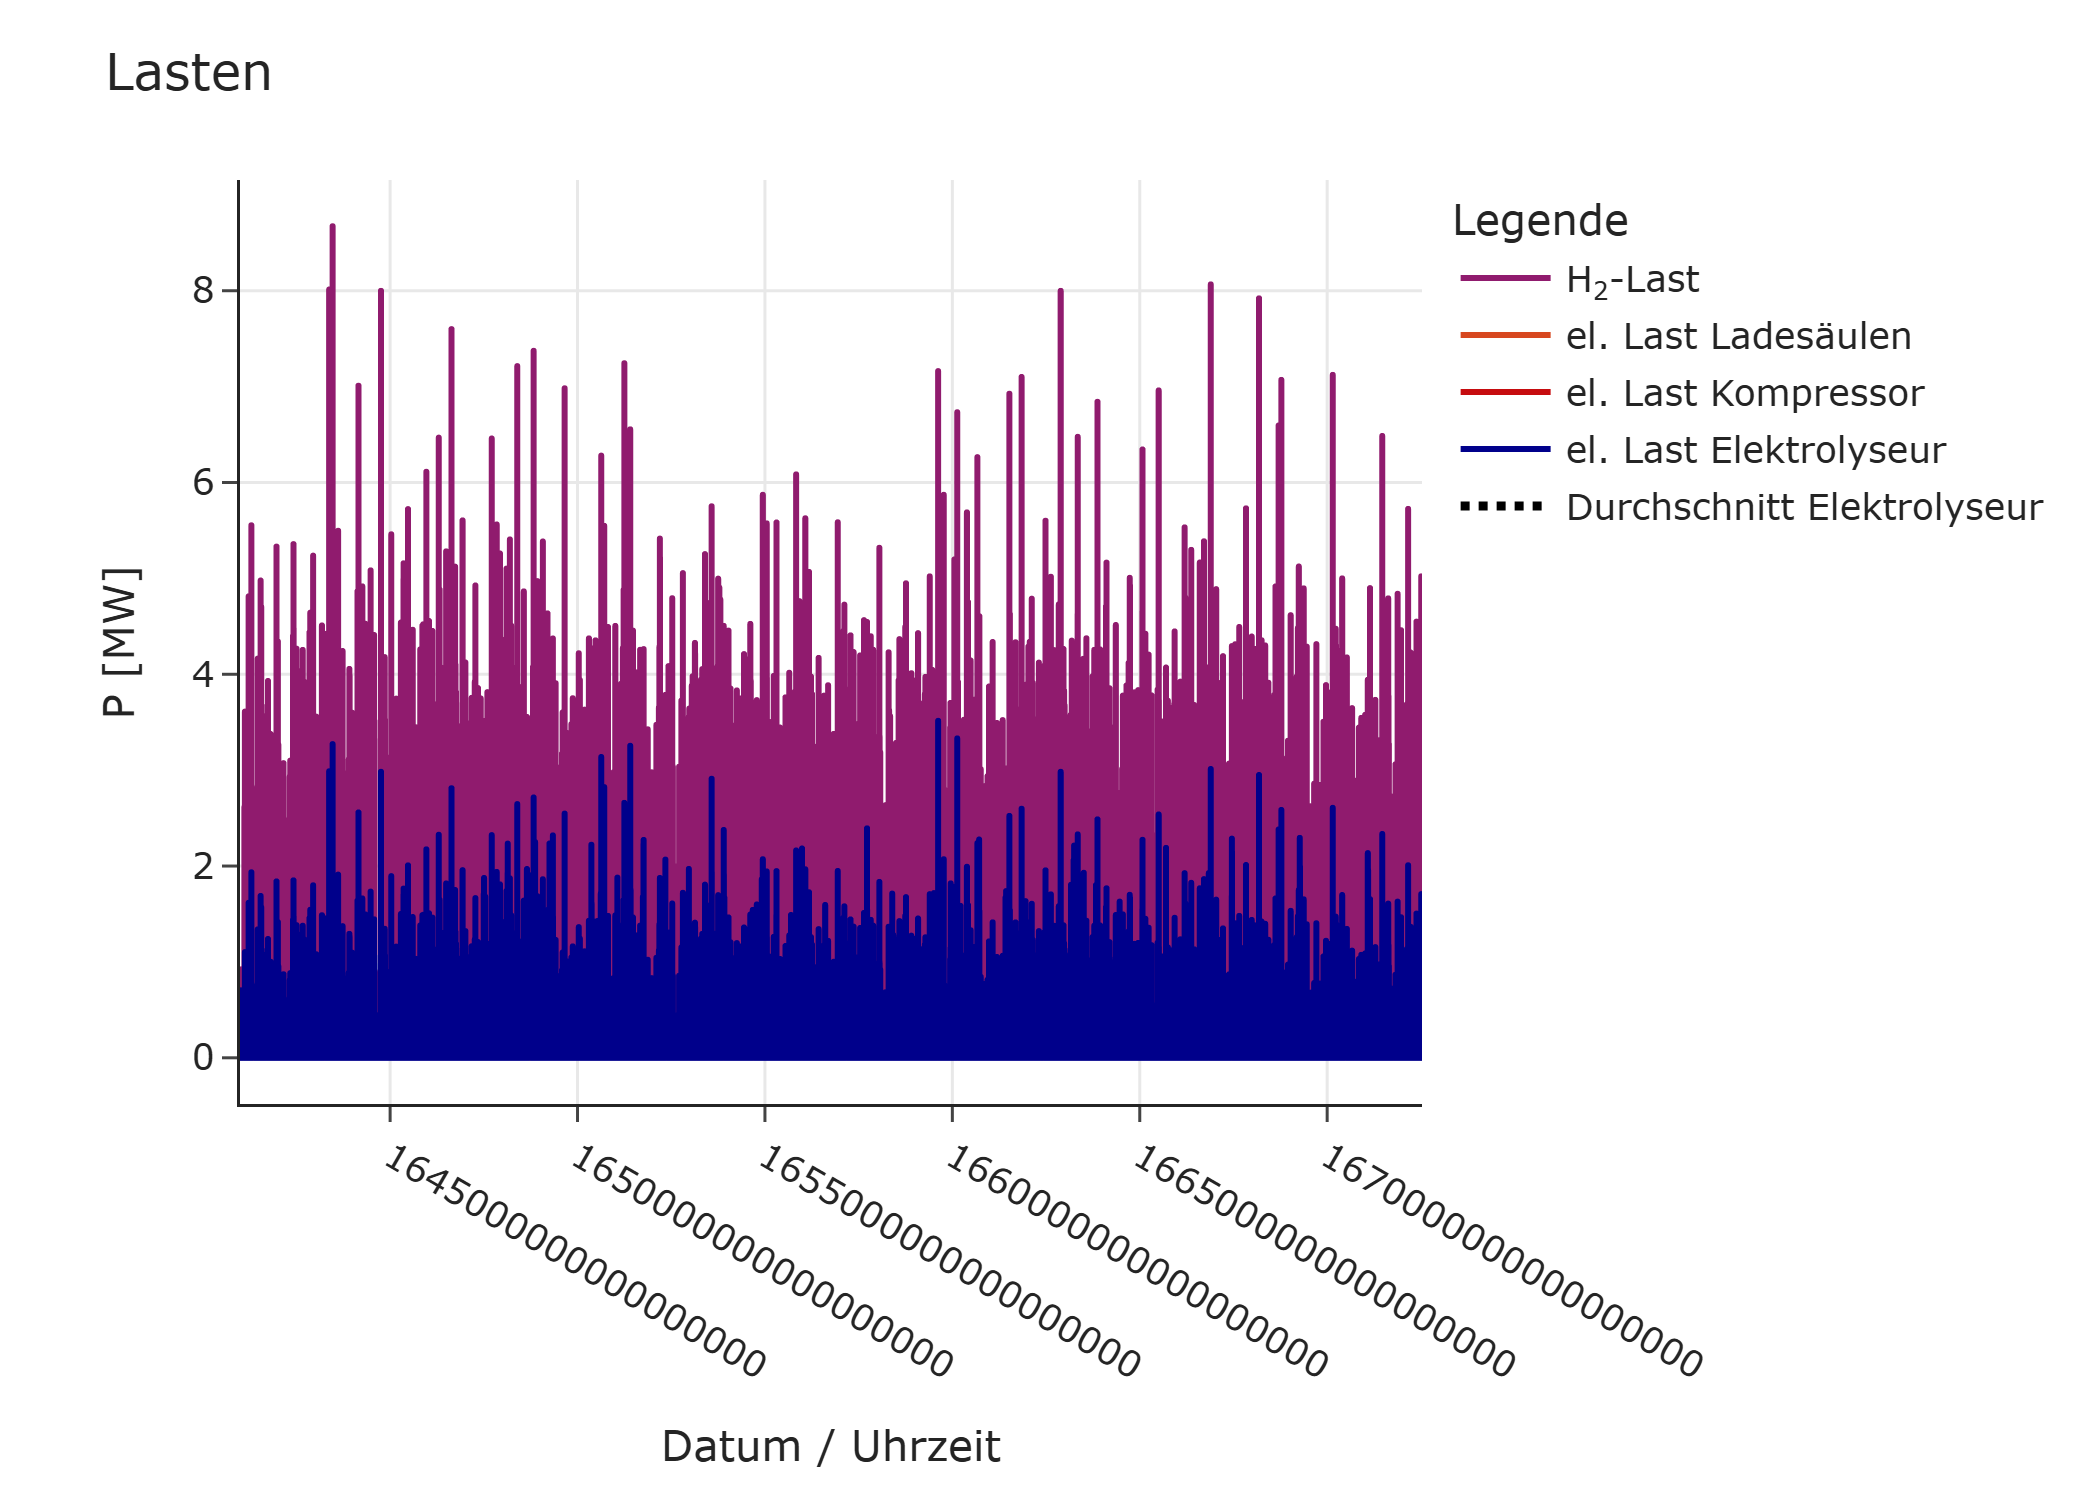 Lasten
P [MW]
8
6
4
2
0
1645000000000000000
1650000000000000000
1655000000000000000
1660000000000000000
1665000000000000000
1670000000000000000
Datum / Uhrzeit
Legende
H₂-Last
el. Last Ladesäulen
el. Last Kompressor
el. Last Elektrolyseur
Durchschnitt Elektrolyseur